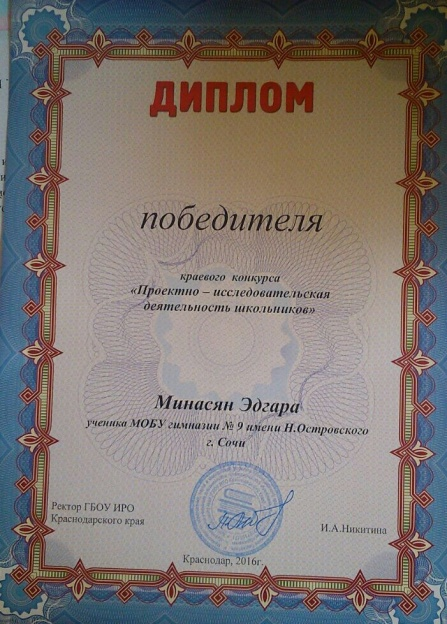 ДИПЛОМ
победителя
краевого конкурса
«Проектно – исследовательская
деятельность школьников»
Минасян Эдгара
ученика МОБУ гимназии № 9 имени Н.Островского
г. Сочи
Ректор ГБОУ ИРО
Краснодарского края
И.А.Никитина
Краснодар, 2016г.